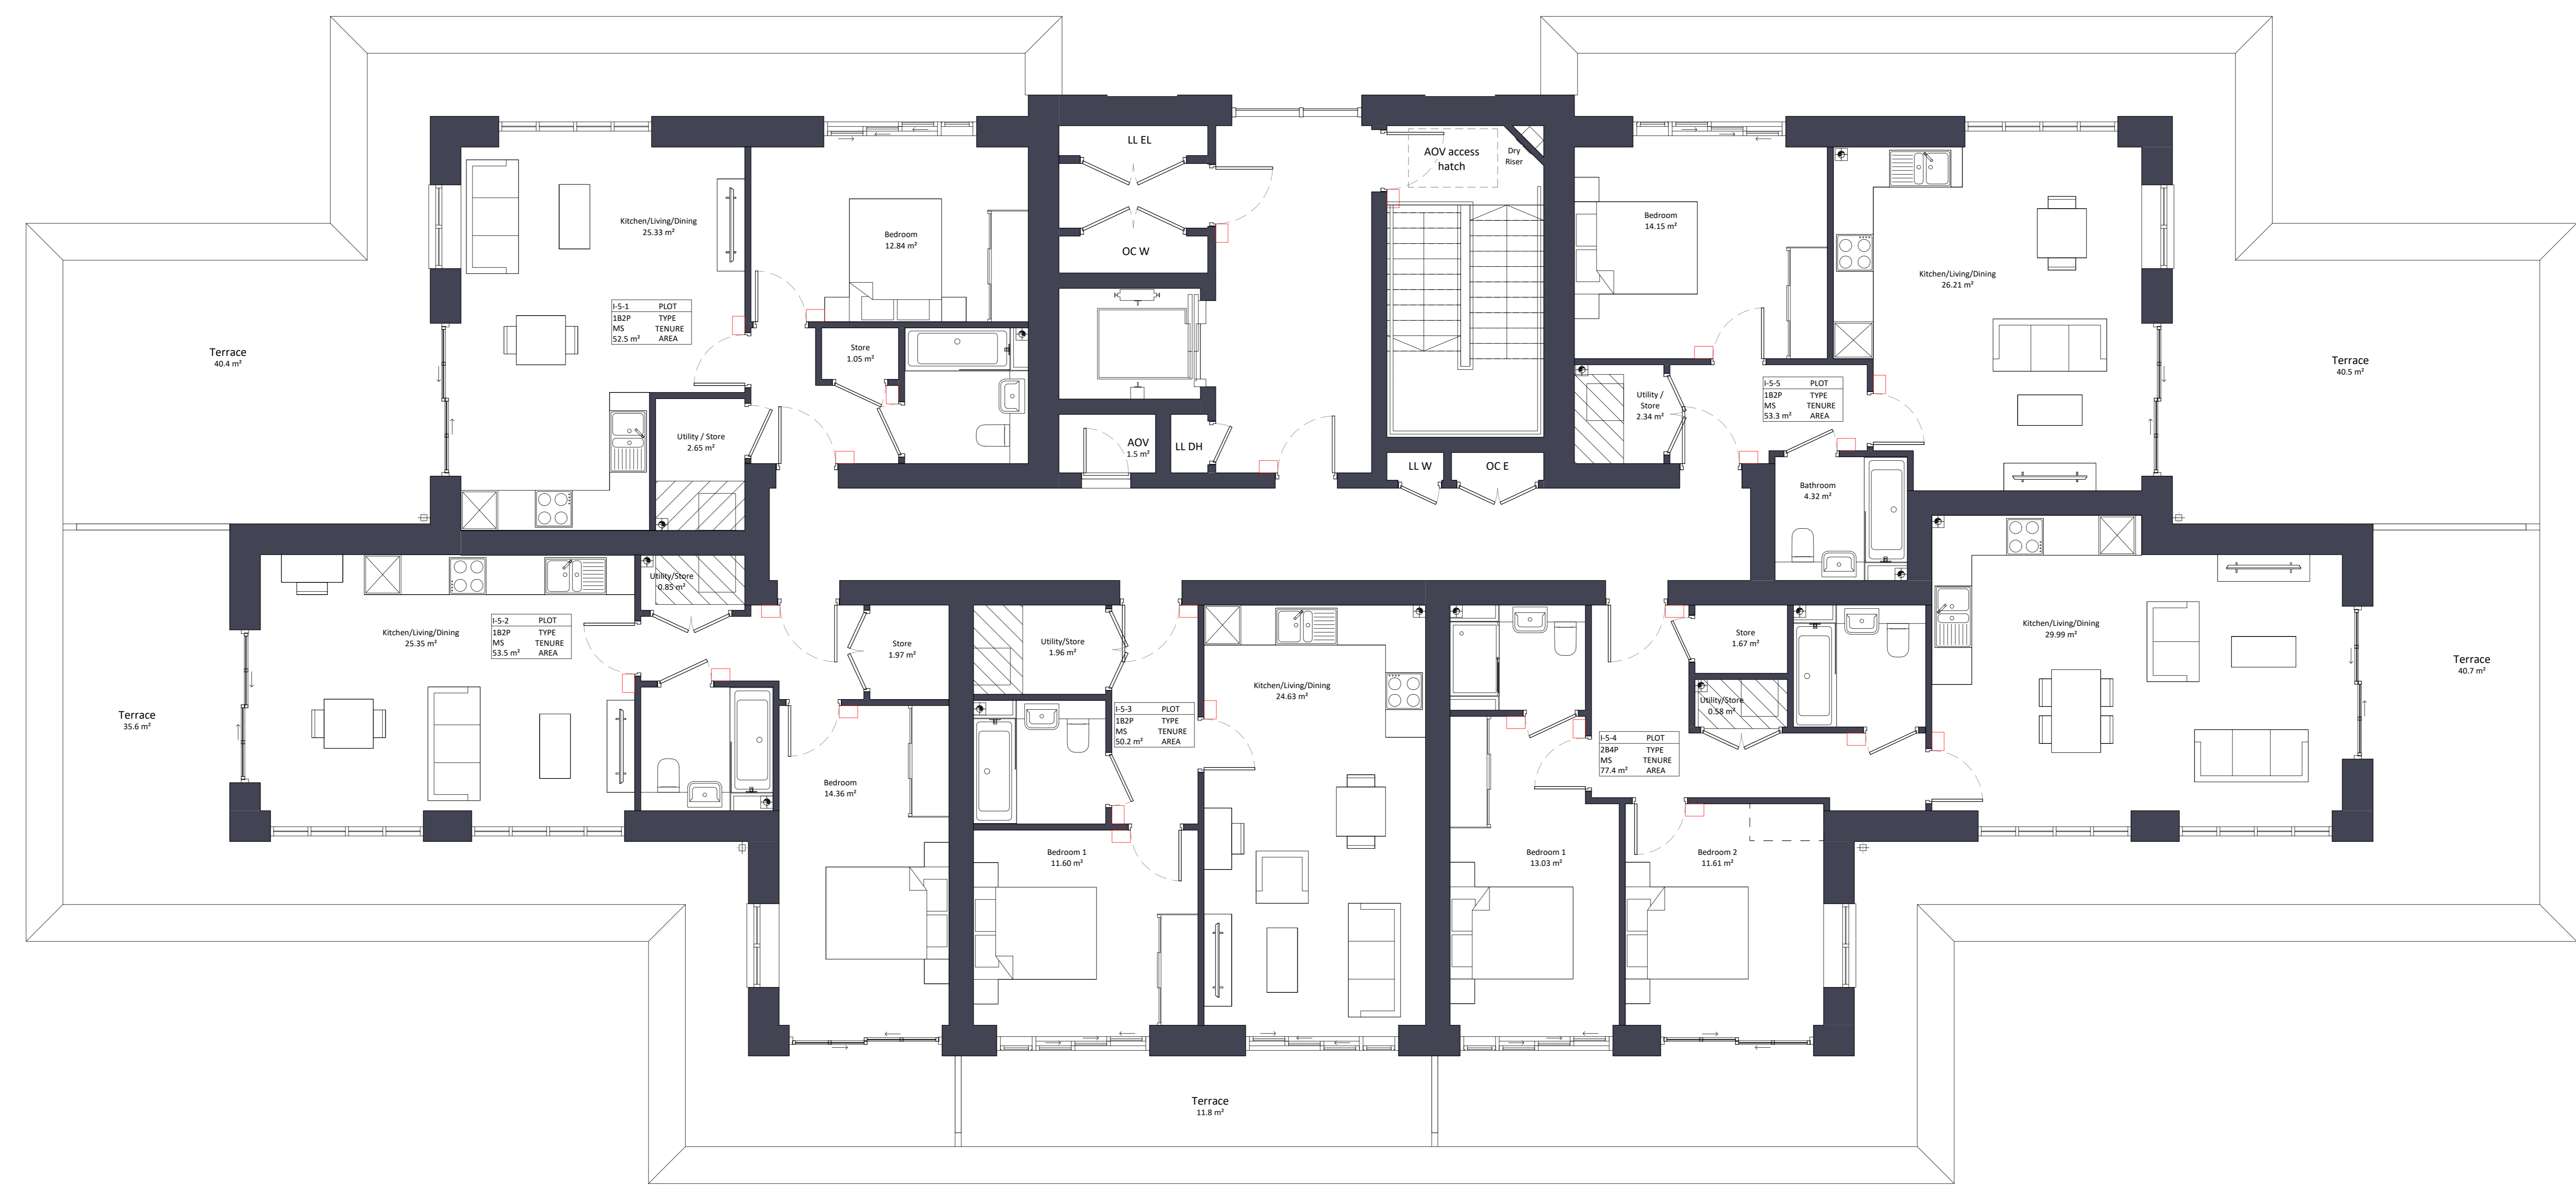 LL EL
AOV access
hatch
Dry
Riser
OC W
Kitchen/Living/Dining
25.33 m²
Bedroom
12.84 m²
Bedroom
14.15 m²
Kitchen/Living/Dining
26.21 m²
I-5-1 PLOT
1B2P TYPE
MS TENURE
52.5 m² AREA
Terrace
40.4 m²
Store
1.05 m²
Terrace
40.5 m²
Utility /
Store
2.34 m²
I-5-5 PLOT
1B2P TYPE
MS TENURE
53.3 m² AREA
Utility / Store
2.65 m²
AOV
1.5 m²
LL DH
LL W
OC E
Bathroom
4.32 m²
Utility/Store
0.85 m²
I-5-2 PLOT
1B2P TYPE
MS TENURE
53.5 m² AREA
Kitchen/Living/Dining
25.35 m²
Store
1.97 m²
Utility/Store
1.96 m²
Store
1.67 m²
Kitchen/Living/Dining
29.99 m²
Terrace
40.7 m²
Kitchen/Living/Dining
24.63 m²
Utility/Store
0.58 m²
Terrace
35.6 m²
I-5-3 PLOT
1B2P TYPE
MS TENURE
50.2 m² AREA
I-5-4 PLOT
2B4P TYPE
MS TENURE
77.4 m² AREA
Bedroom
14.36 m²
Bedroom 1
11.60 m²
Bedroom 1
13.03 m²
Bedroom 2
11.61 m²
Terrace
11.8 m²